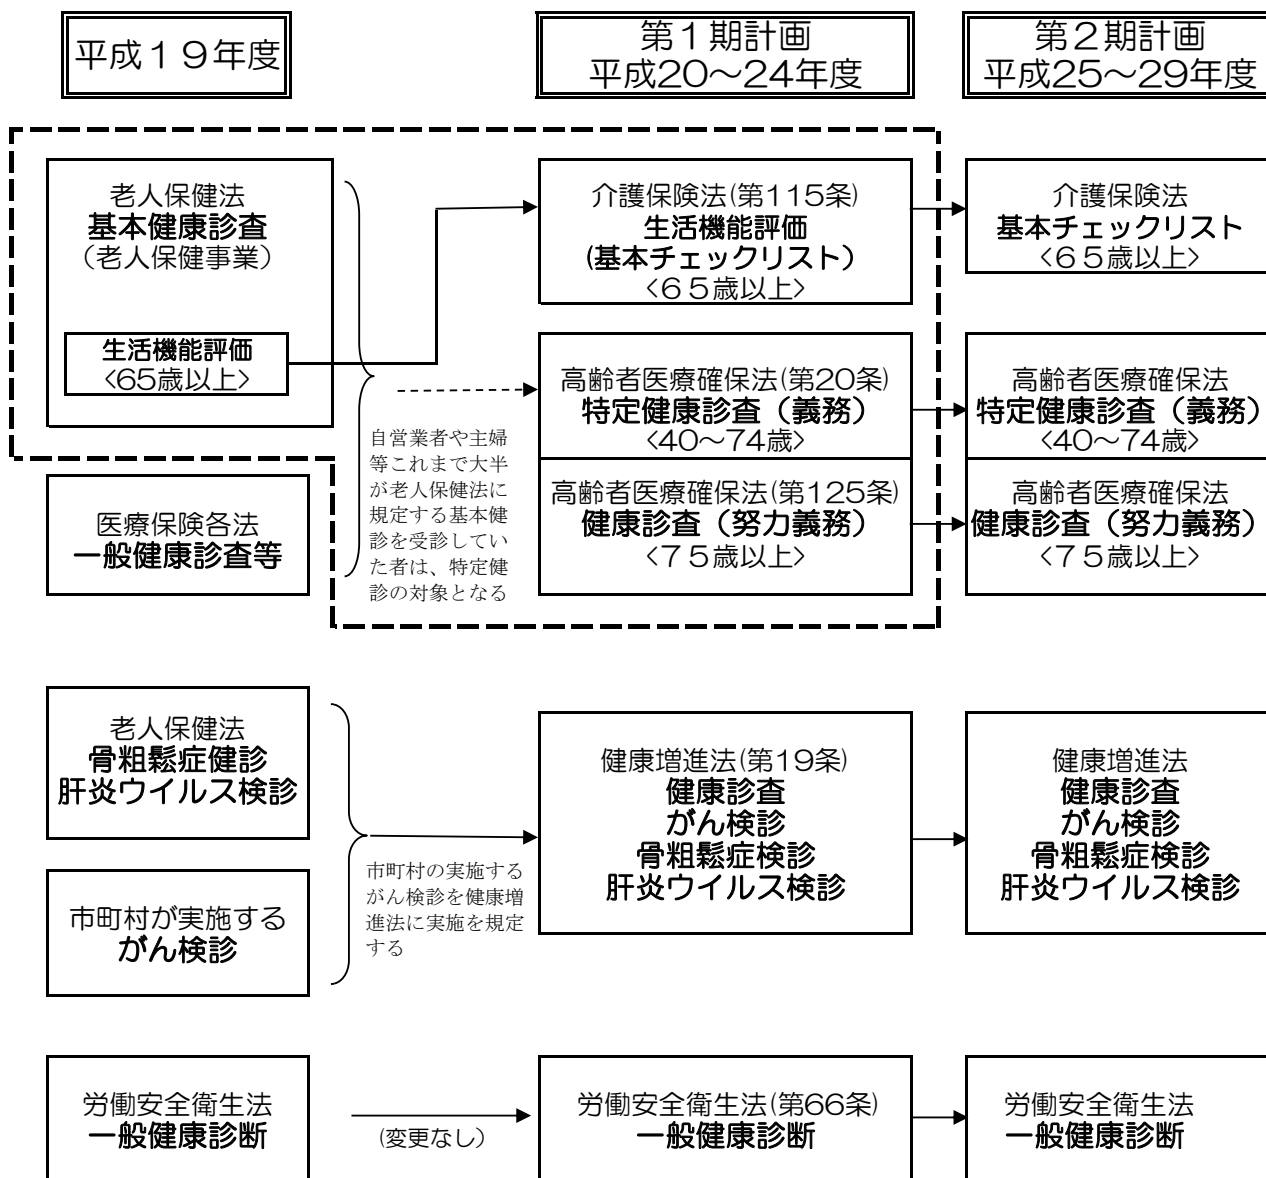 平成１９年度
第１期計画
平成20～24年度
第２期計画
平成25～29年度
老人保健法
基本健康診査
（老人保健事業）
生活機能評価
<65歳以上>
医療保険各法
一般健康診査等
自営業者や主婦
等これまで大半
が老人保健法に
規定する基本健
診を受診してい
た者は、特定健
診の対象となる
介護保険法(第115条)
生活機能評価
(基本チェックリスト）
<６５歳以上>
高齢者医療確保法(第20条)
特定健康診査（義務）
<40～74歳>
高齢者医療確保法(第125条)
健康診査（努力義務）
<７５歳以上>
介護保険法
基本チェックリスト
<６５歳以上>
高齢者医療確保法
特定健康診査（義務）
<40～74歳>
高齢者医療確保法
健康診査（努力義務）
<７５歳以上>
老人保健法
骨粗鬆症健診
肝炎ウイルス検診
市町村が実施する
がん検診
市町村の実施する
がん検診を健康増
進法に実施を規定
する
健康増進法(第19条)
健康診査
がん検診
骨粗鬆症検診
肝炎ウイルス検診
健康増進法
健康診査
がん検診
骨粗鬆症検診
肝炎ウイルス検診
労働安全衛生法
一般健康診断
(変更なし）
労働安全衛生法(第66条)
一般健康診断
労働安全衛生法
一般健康診断